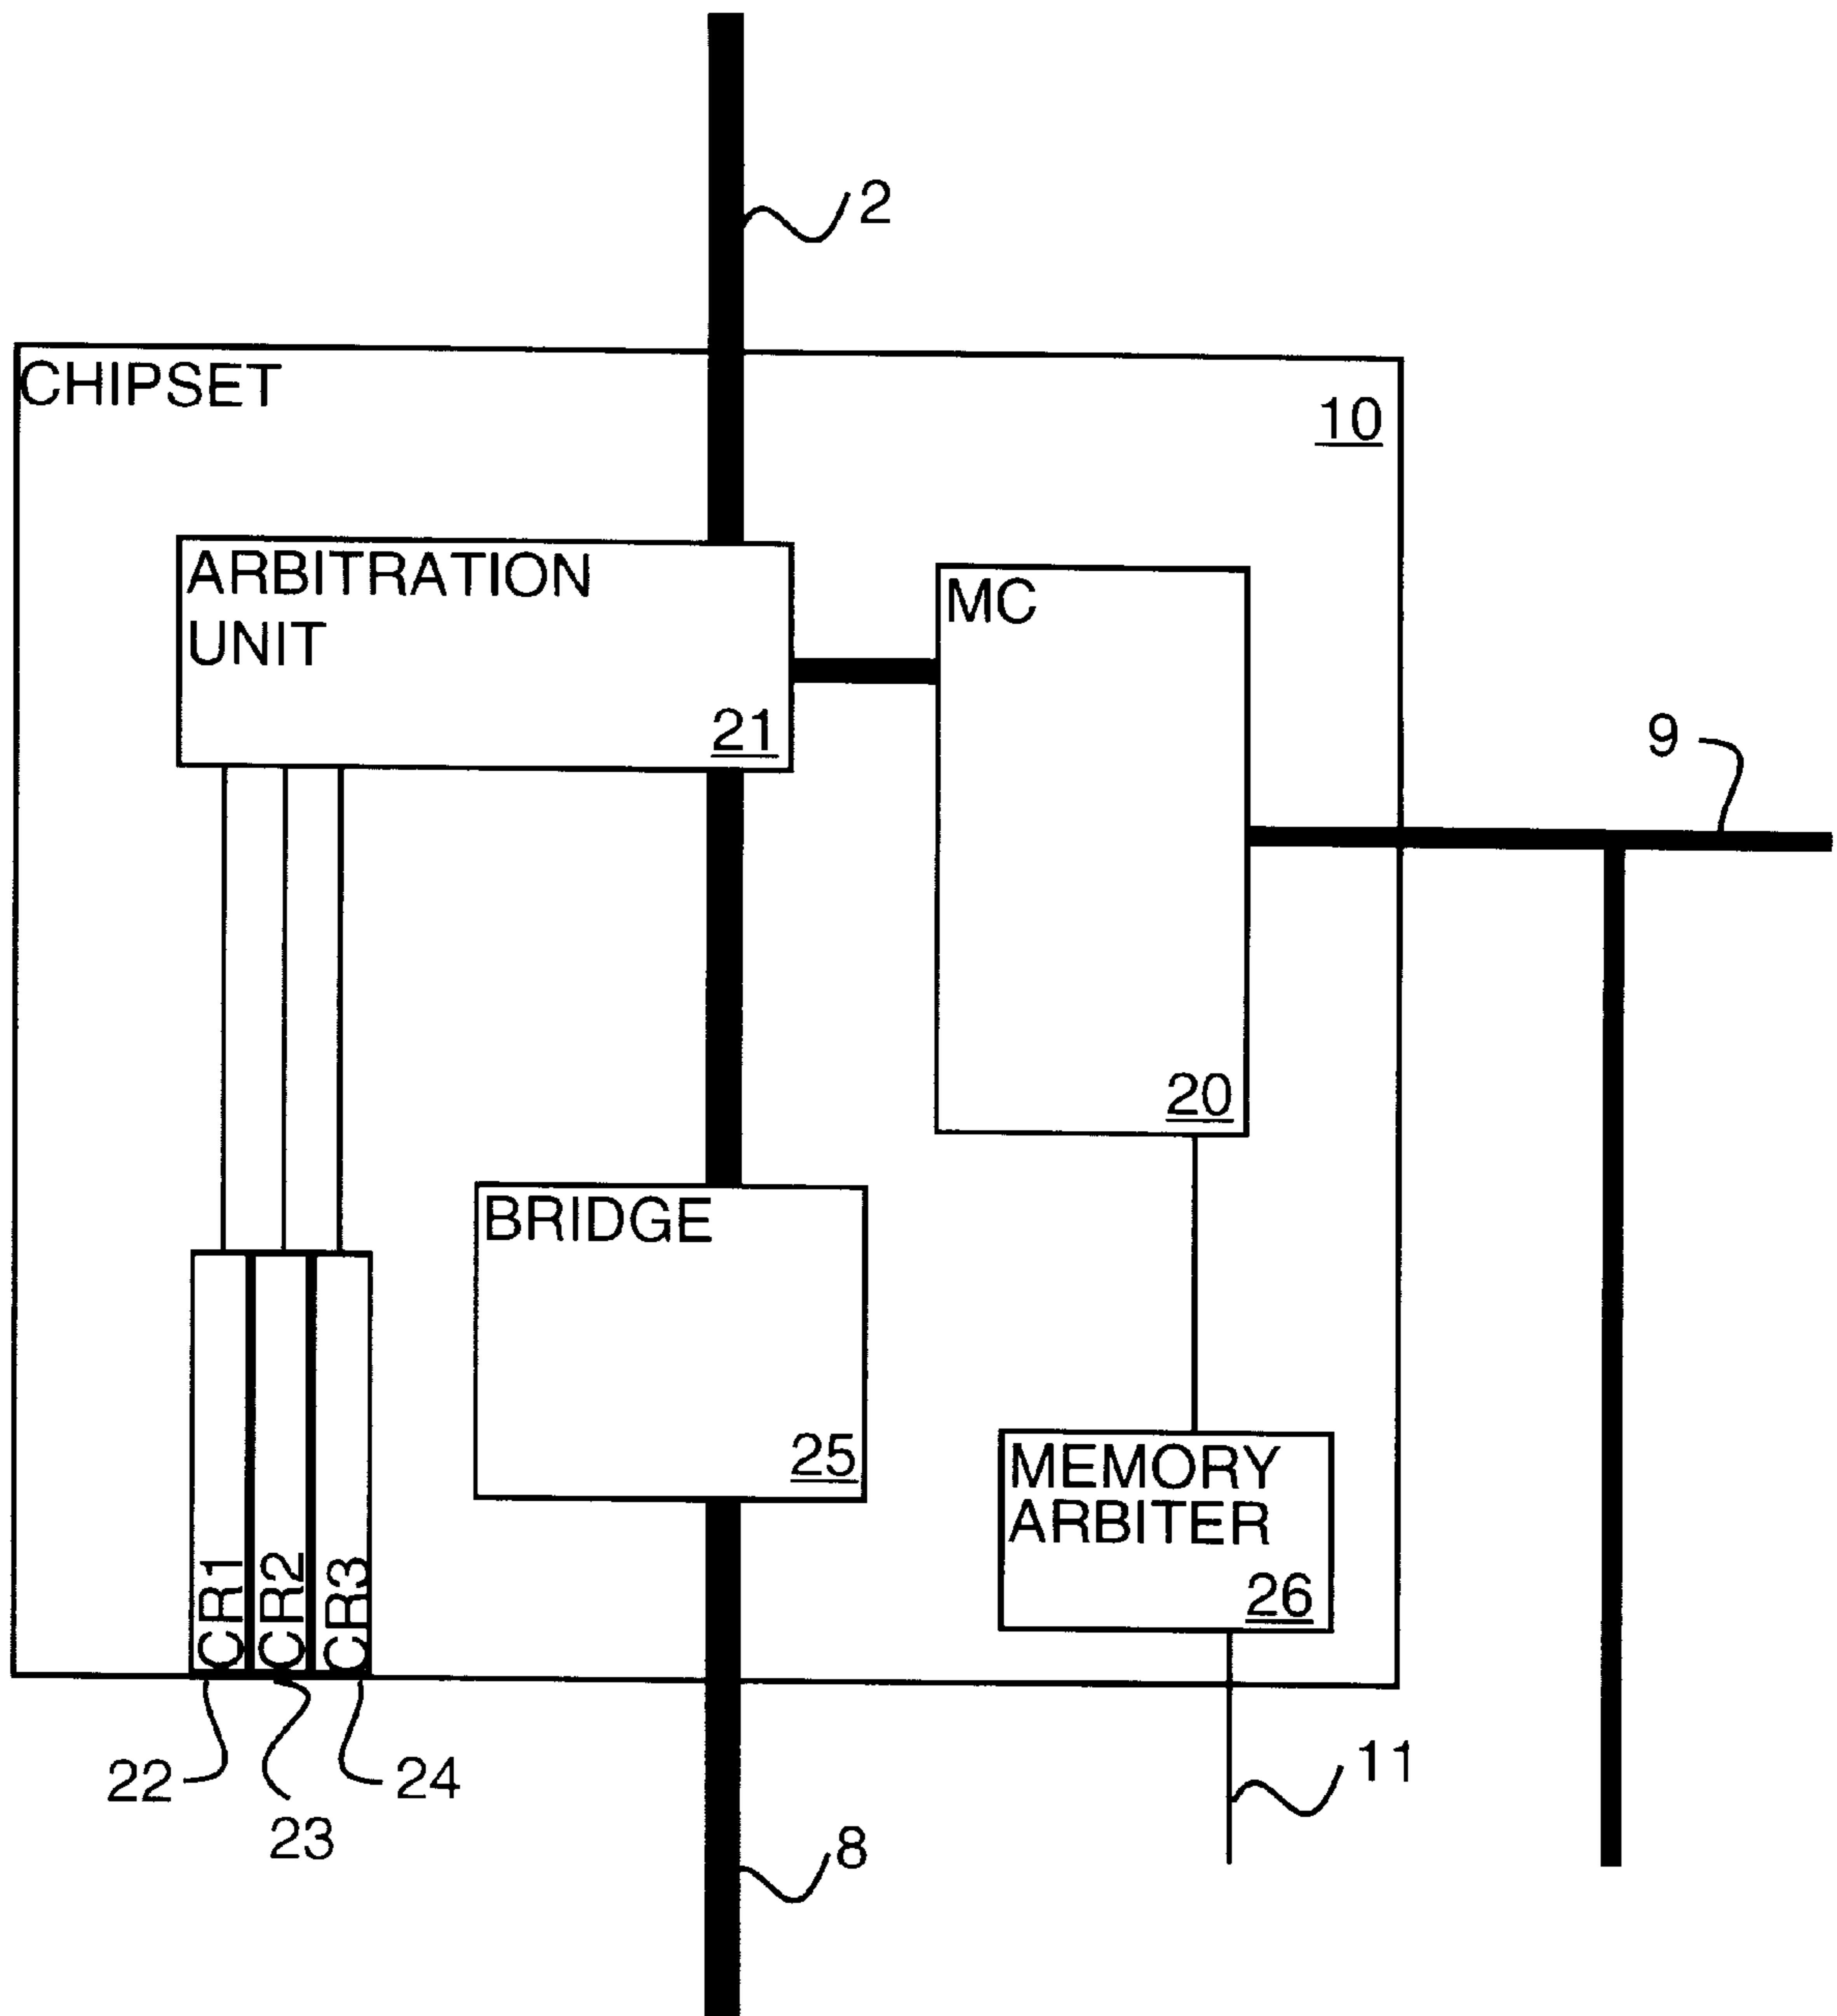 2
CHIPSET
10
ARBITRATION
UNIT
21
MC
9
20
BRIDGE
25
MEMORY
ARBITER
26
CR1
CR2
CR3
22
23
24
11
8